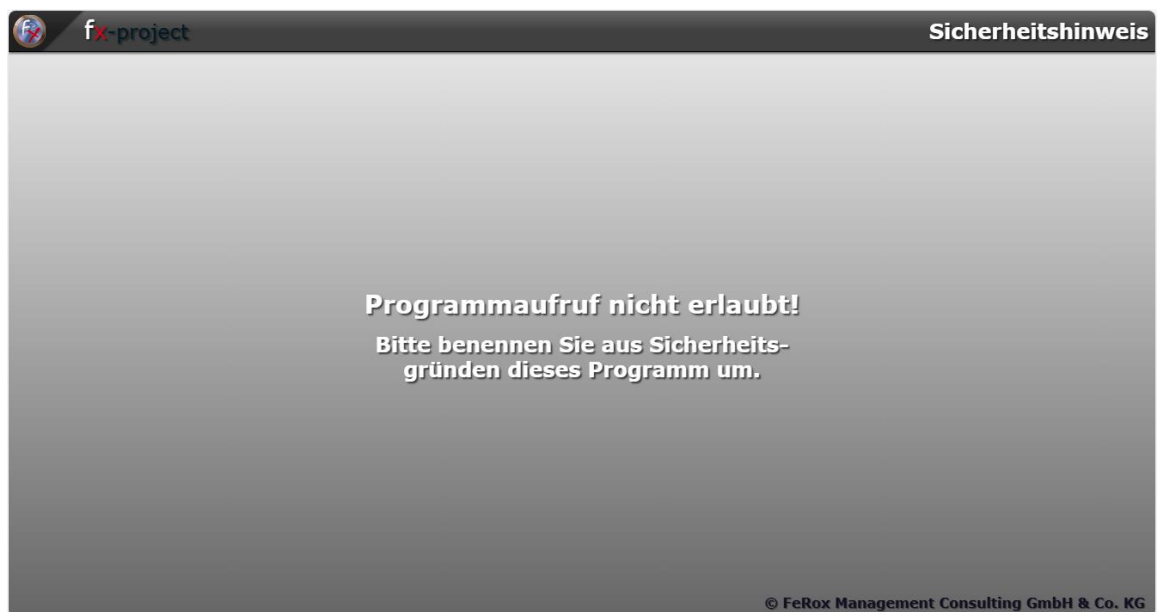 fx fx-project Sicherheitshinweis
Programmaufruf nicht erlaubt!
Bitte benennen Sie aus Sicherheits-
gründen dieses Programm um.
© FeRox Management Consulting GmbH & Co. KG